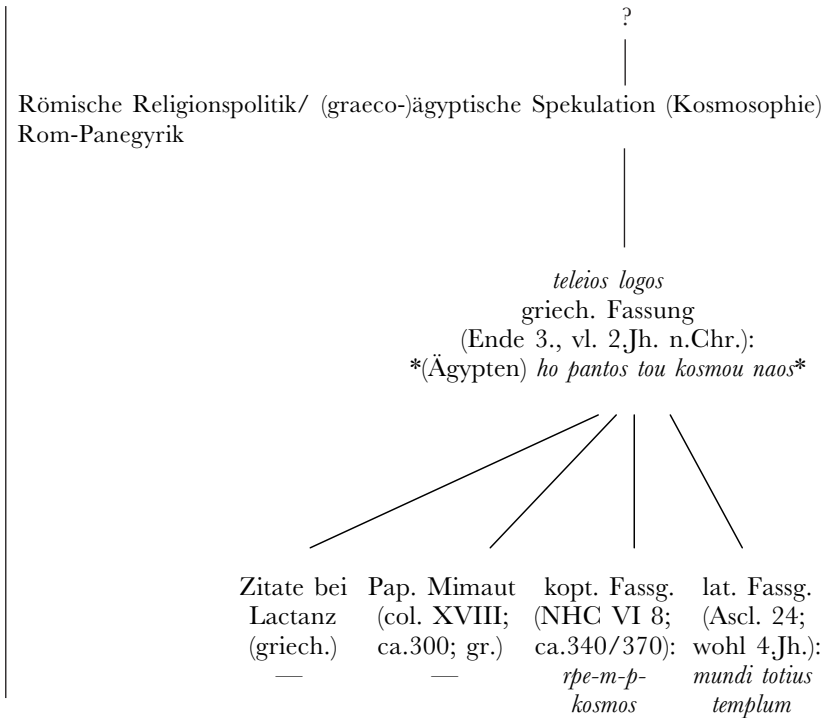 ?
Römische Religionspolitik/ (graeco-)ägyptische Spekulation (Kosmosophie)
Rom-Panegyrik
teleios logos
griech. Fassung
(Ende 3., vl. 2.Jh. n.Chr.):
*(Ägypten) ho pantos tou kosmou naos*
Zitate bei Pap. Mimaut kopt. Fassg. lat. Fassg.
Lactanz (col. XVIII; (NHC VI 8; (Ascl. 24;
(griech.) ca.300; gr.) ca.340/370): wohl 4.Jh.):
— — rpe-m-p- mundi totius
kosmos templum